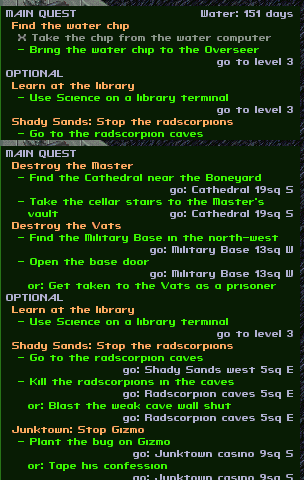 MAIN QUEST Water: 151 days
Find the water chip
X Take the chip from the water computer
- Bring the water chip to the Overseer
go to level 3
OPTIONAL
Learn at the library
- Use Science on a library terminal
go to level 3
Shady Sands: Stop the radscorpions
- Go to the radscorpion caves
MAIN QUEST
Destroy the Master
- Find the Cathedral near the Boneyard
go: Cathedral 19sq S
- Take the cellar stairs to the Master's
vault go: Cathedral 19sq S
Destroy the Vats
- Find the Military Base in the north-west
go: Military Base 13sq W
- Open the base door
or: Get taken to the Vats as a prisoner
OPTIONAL
Learn at the library
- Use Science on a library terminal
go to level 3
Shady Sands: Stop the radscorpions
- Go to the radscorpion caves
go: Shady Sands west 5sq E
- Kill the radscorpions in the caves
go: Radscorpion caves 5sq E
or: Blast the weak cave wall shut
go: Radscorpion caves 5sq E
Junktown: Stop Gizmo
- Plant the bug on Gizmo
go: Junktown casino 9sq S
or: Tape his confession
go: Junktown casino 9sq S